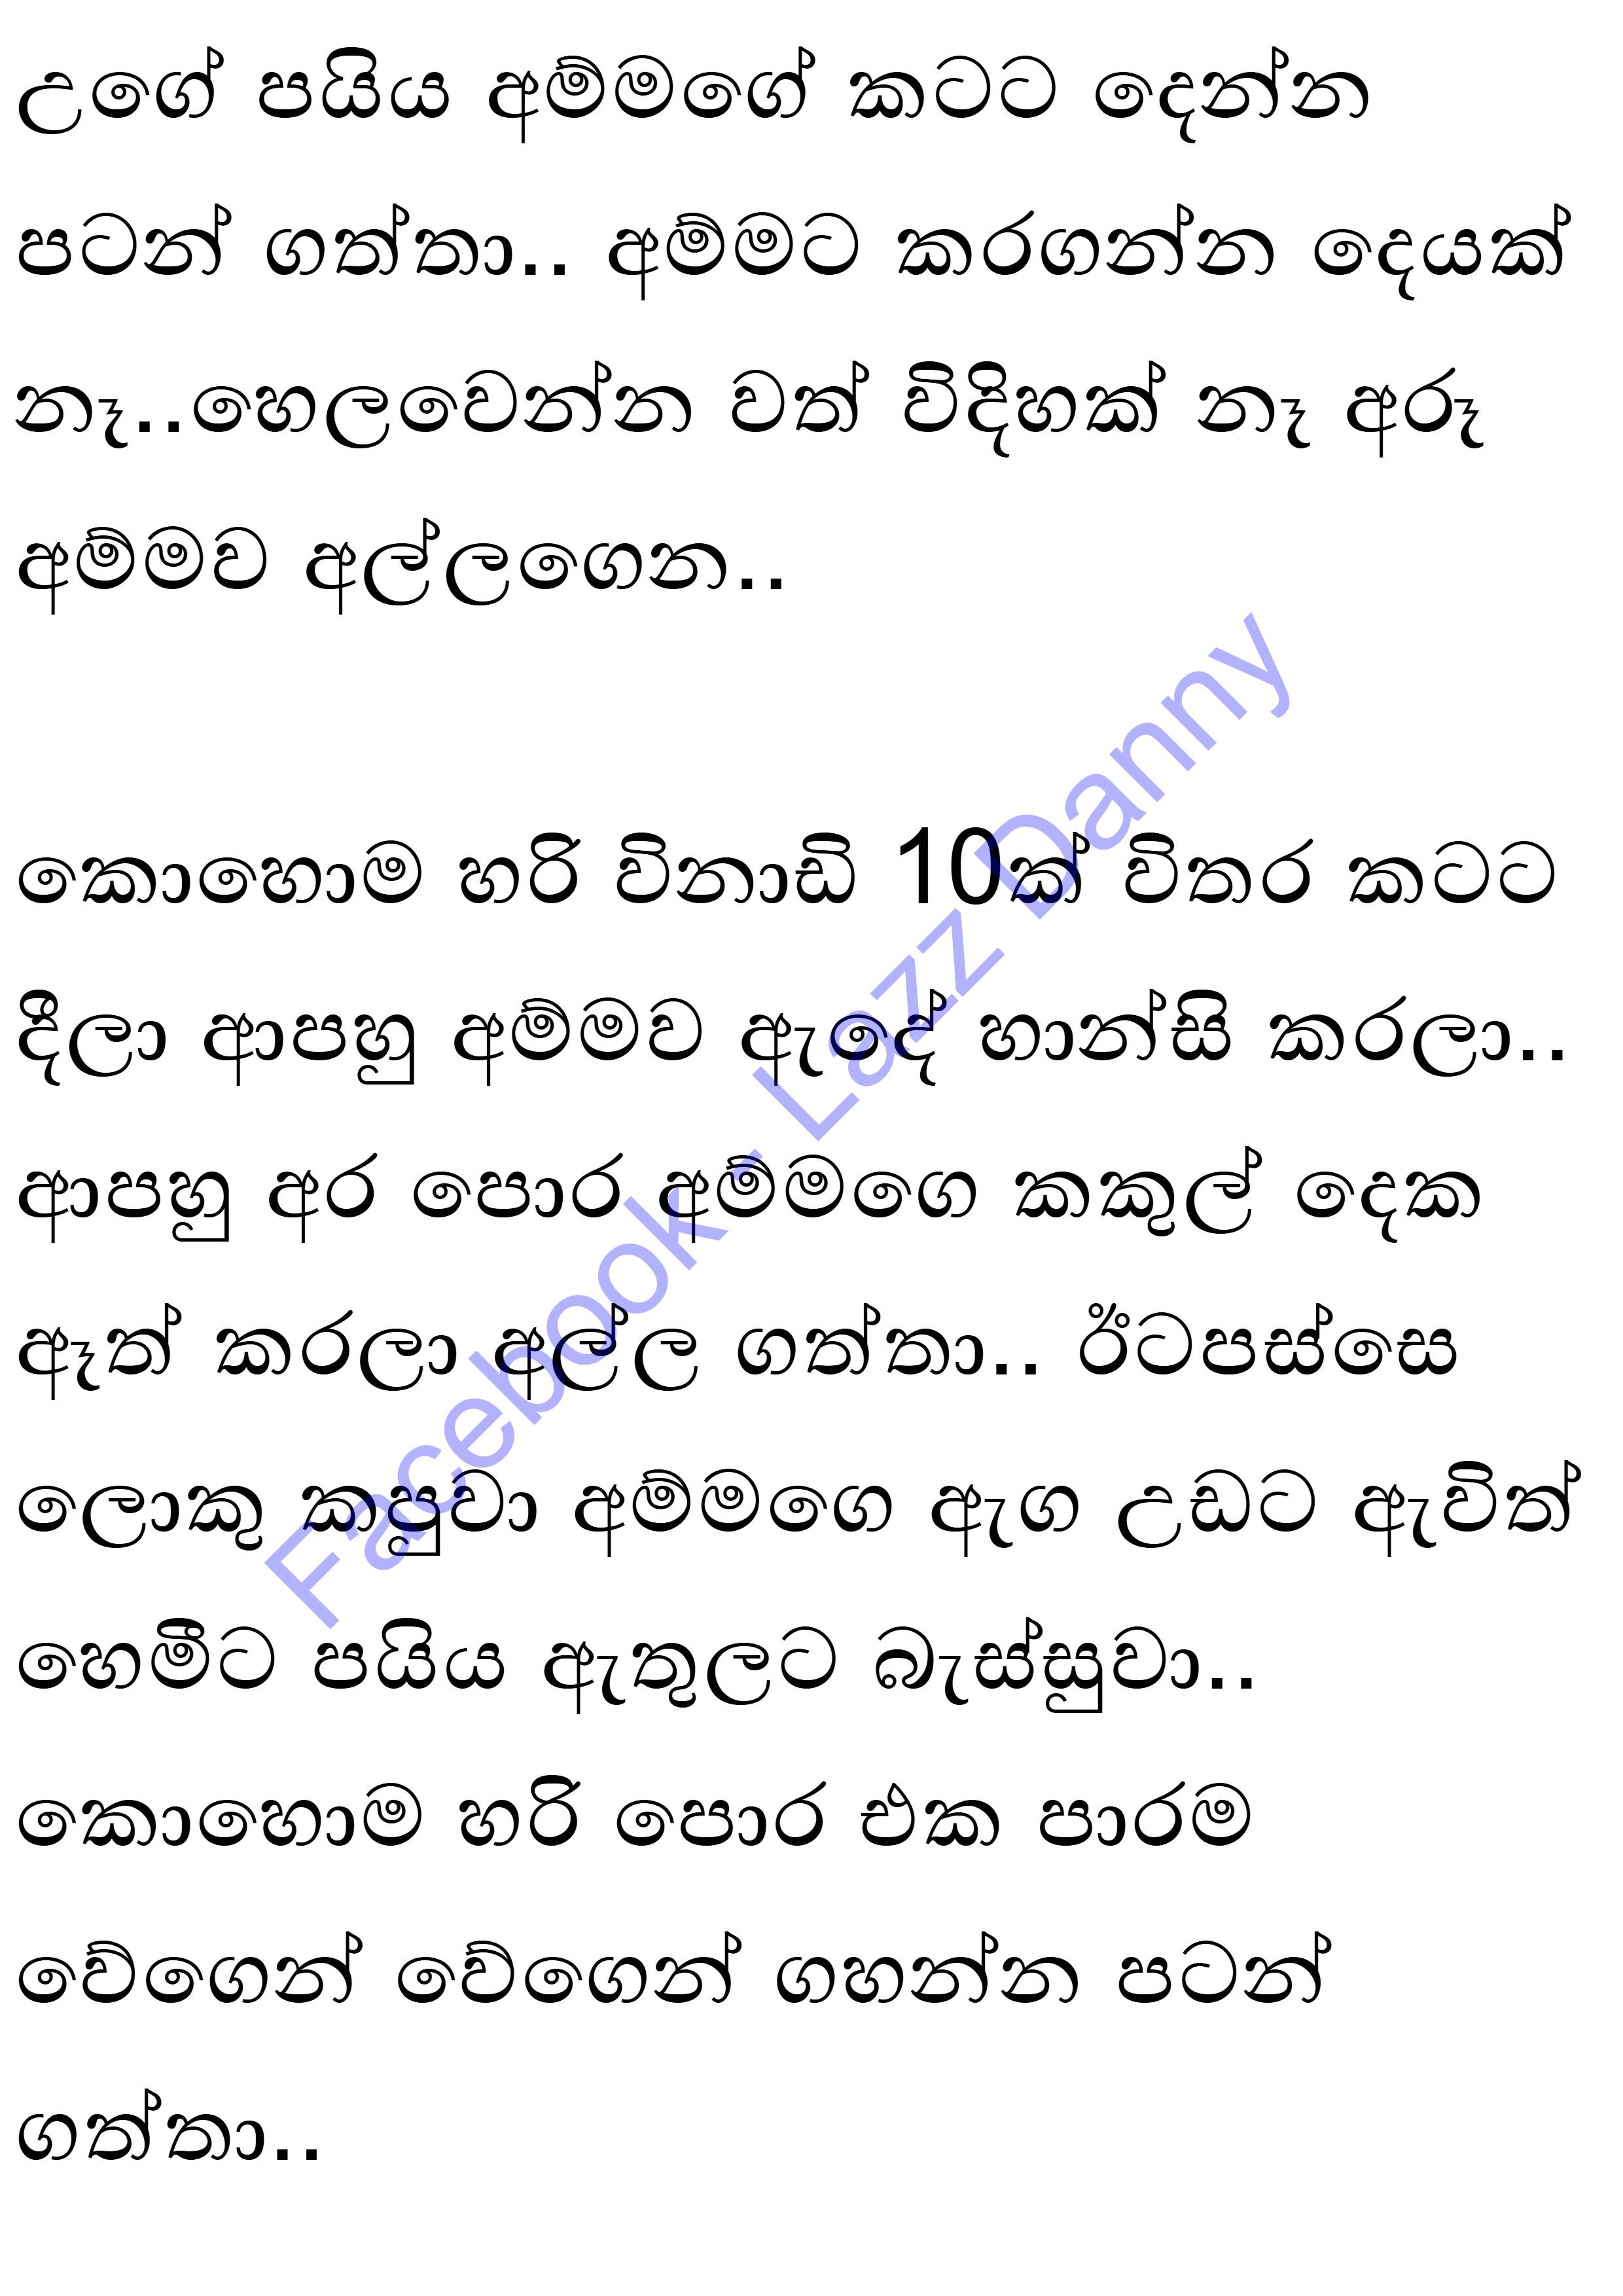 උගේ පයිය අම්මගේ කටට දෙන්න
පටන් ගත්තා.. අම්මට කරගන්න දෙයක්
නෑ..හෙලවෙන්න වත් විදිහක් නෑ අරූ
අම්මව අල්ලගෙන..
කොහොම හරි විනාඩි 10ක් විතර කටට
දීලා ආපහු අම්මව ඇදේ හාන්සි කරලා..
ආපහු අර පොර අම්මගෙ කකුල් දෙක
ඈත් කරලා අල්ල ගත්තා.. ඊටපස්සෙ
ලොකු කපුවා අම්මගෙ ඇග උඩට ඇවිත්
හෙමීට පයිය ඇතුලට බැස්සුවා..
කොහොම හරි පොර එක පාරම
වේගෙන් වේගෙන් ගහන්න පටන්
ගත්තා..
Facebook - Lazz Danny